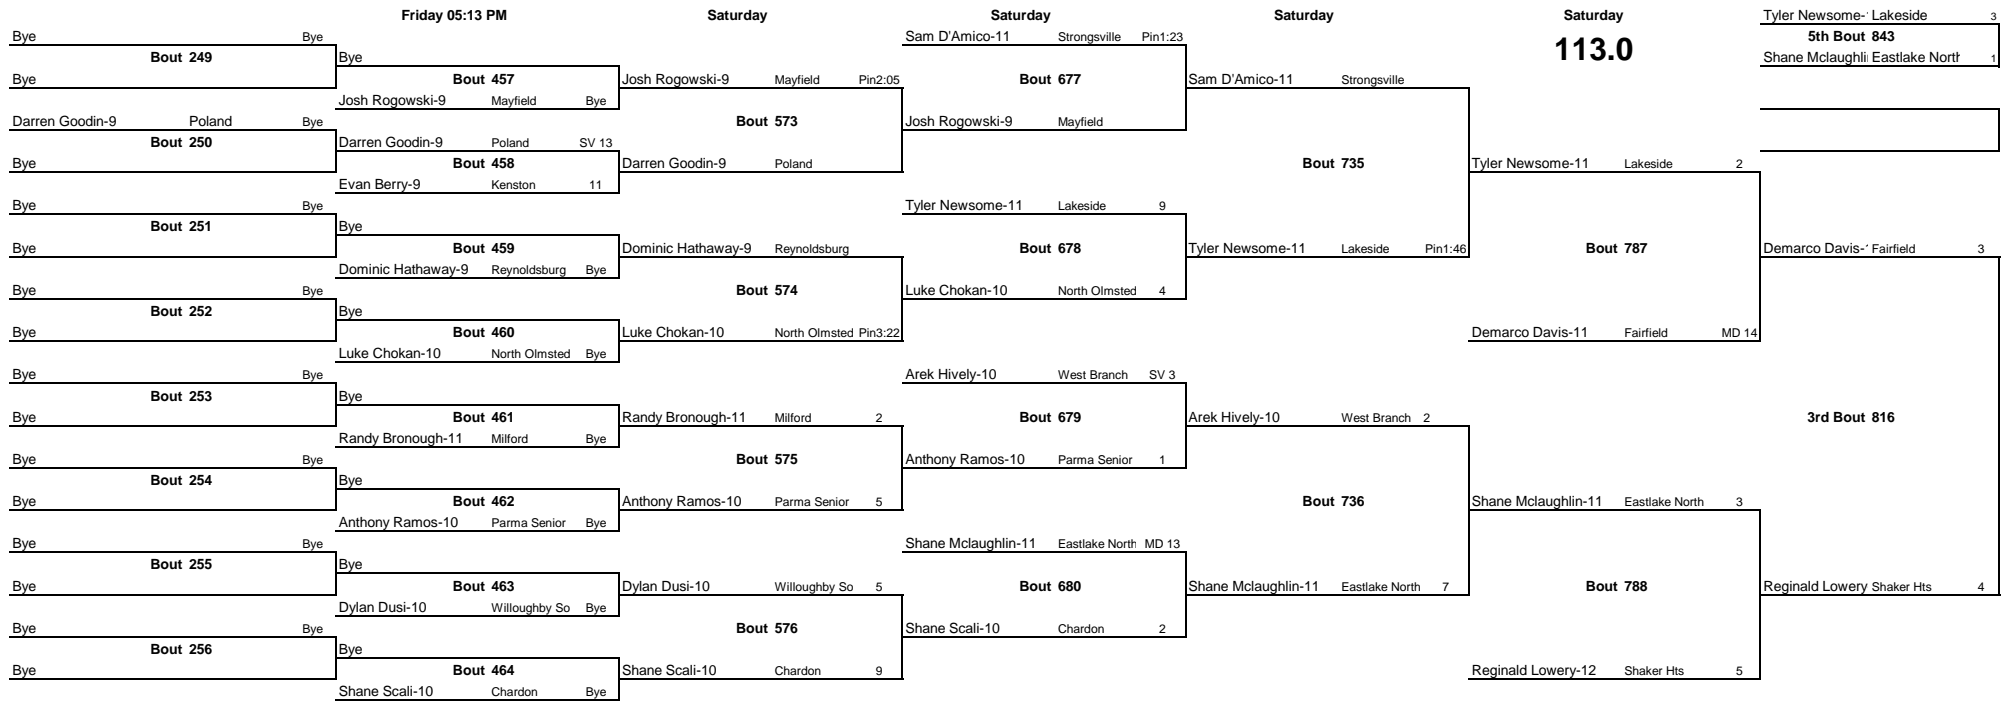 Friday 05:13 PM Saturday Saturday Saturday Saturday
113.0
Bye Bye
Bout 249
Bye
Darren Goodin-9 Poland Bye
Bout 250
Bye
Bye Bye
Bout 251
Bye
Bye Bye
Bout 252
Bye
Bye Bye
Bout 253
Bye
Bye Bye
Bout 254
Bye
Bye Bye
Bout 255
Bye
Bye Bye
Bout 256
Bye
Bye
Bout 457
Josh Rogowski-9 Mayfield Bye
Darren Goodin-9 Poland SV 13
Bout 458
Evan Berry-9 Kenston 11
Bye
Bout 459
Dominic Hathaway-9 Reynoldsburg Bye
Bye
Bout 460
Luke Chokan-10 North Olmsted Bye
Bye
Bout 461
Randy Bronough-11 Milford Bye
Bye
Bout 462
Anthony Ramos-10 Parma Senior Bye
Bye
Bout 463
Dylan Dusi-10 Willoughby So Bye
Bye
Bout 464
Shane Scali-10 Chardon Bye
Josh Rogowski-9 Mayfield Pin2:05
Bout 573
Darren Goodin-9 Poland
Dominic Hathaway-9 Reynoldsburg
Bout 574
Luke Chokan-10 North Olmsted Pin3:22
Randy Bronough-11 Milford 2
Bout 575
Anthony Ramos-10 Parma Senior 5
Dylan Dusi-10 Willoughby So 5
Bout 576
Shane Scali-10 Chardon 9
Sam D'Amico-11 Strongsville Pin1:23
Bout 677
Josh Rogowski-9 Mayfield
Tyler Newsome-11 Lakeside 9
Bout 678
Luke Chokan-10 North Olmsted 4
Arek Hively-10 West Branch SV 3
Bout 679
Anthony Ramos-10 Parma Senior 1
Shane Mclaughlin-11 Eastlake North MD 13
Bout 680
Shane Scali-10 Chardon 2
Sam D'Amico-11 Strongsville
Bout 735
Tyler Newsome-11 Lakeside Pin1:46
Arek Hively-10 West Branch 2
Bout 736
Shane Mclaughlin-11 Eastlake North 7
Tyler Newsome-11 Lakeside 2
Bout 787
Demarco Davis-11 Fairfield MD 14
Shane Mclaughlin-11 Eastlake North 3
Bout 788
Reginald Lowery-12 Shaker Hts 5
Tyler Newsome- Lakeside 3
5th Bout 843
Shane Mclaughli Eastlake North 1
Demarco Davis- Fairfield 3
3rd Bout 816
Reginald Lowery Shaker Hts 4